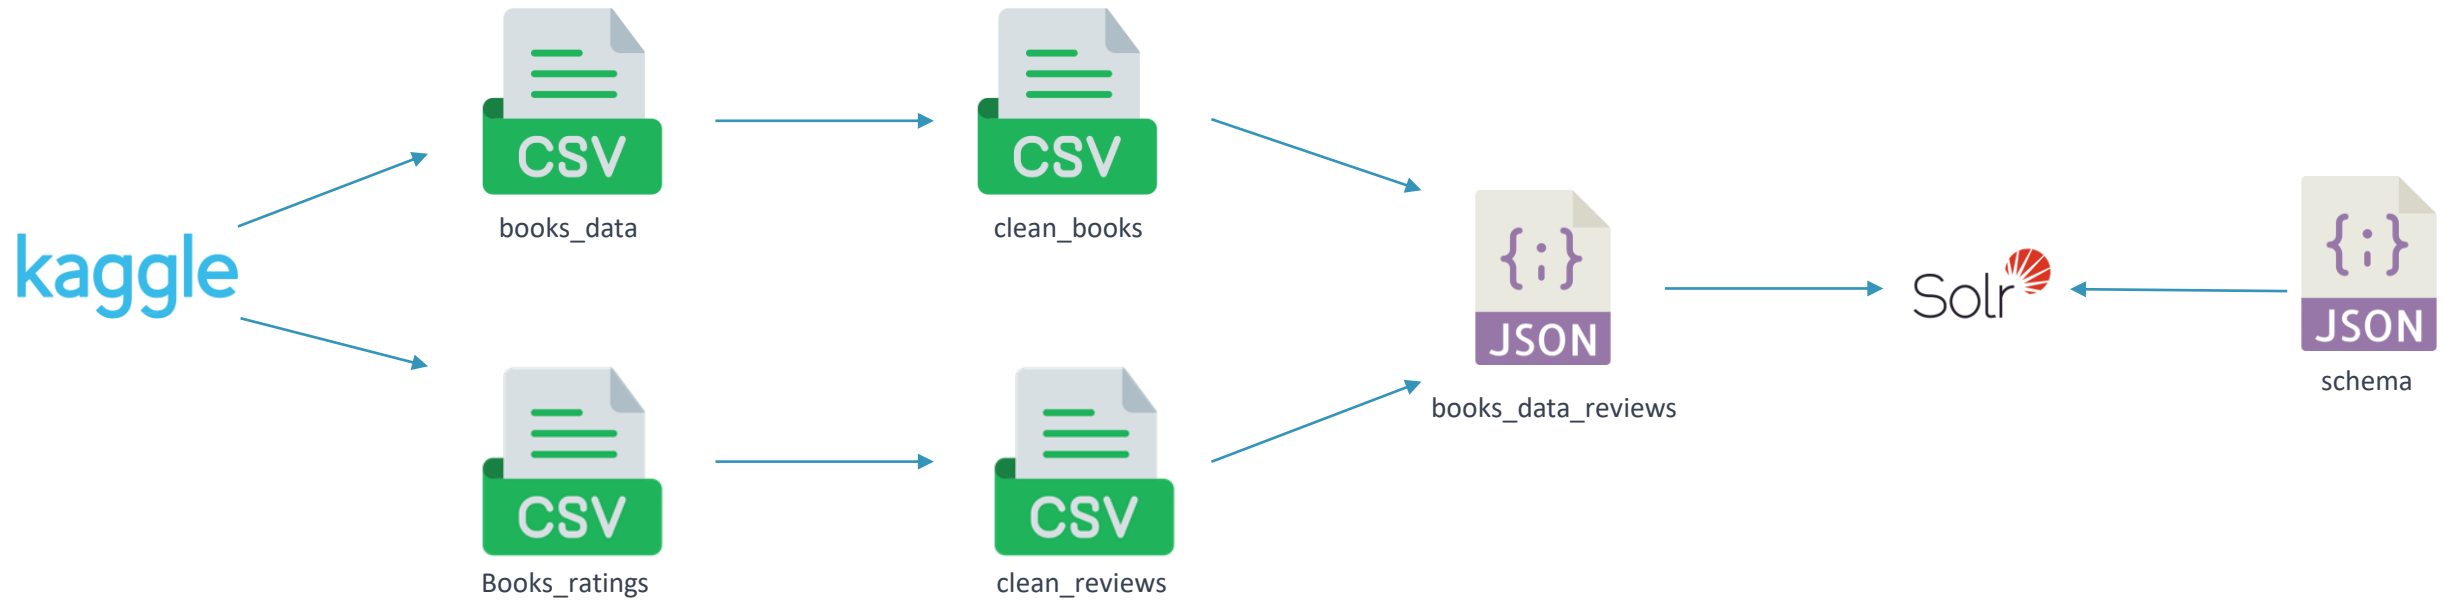 kaggle
CSV
books_data
CSV
clean_books
CSV
Books_ratings
CSV
clean_reviews
{;}
JSON
books_data_reviews
Solr
{:}
JSON
schema